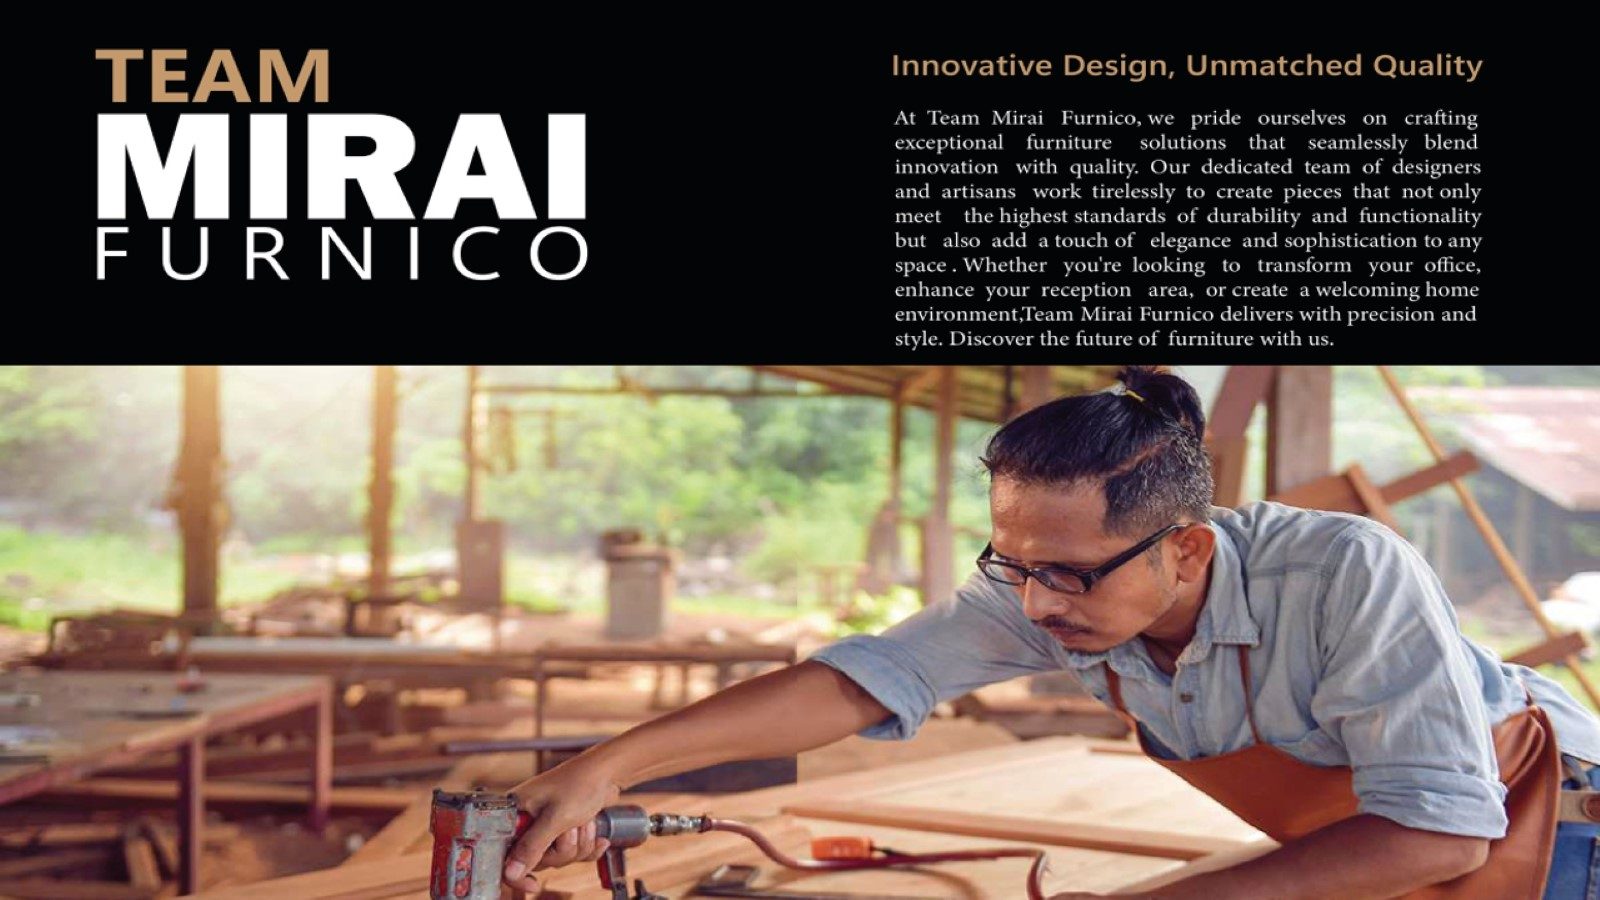 TEAM
MIRAI
FURNICO
Innovative Design, Unmatched Quality
At Team Mirai Furnico, we pride ourselves on crafting
exceptional furniture solutions that seamlessly blend
innovation with quality. Our dedicated team of designers
and artisans work tirelessly to create pieces that not only
meet the highest standards of durability and functionality
but also add a touch of elegance and sophistication to any
space . Whether you're looking to transform your office,
enhance your reception area, or create a welcoming home
environment,Team Mirai Furnico delivers with precision and
style. Discover the future of furniture with us.